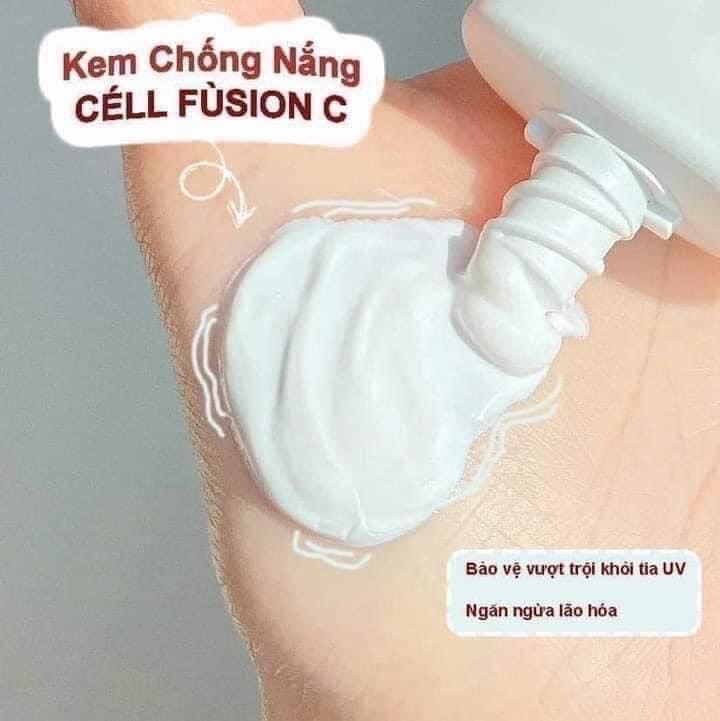 Kem Chống Nắng
CÉLL FÙSION C
Bảo vệ vượt trội khỏi tia UV
Ngăn ngừa lão hóa